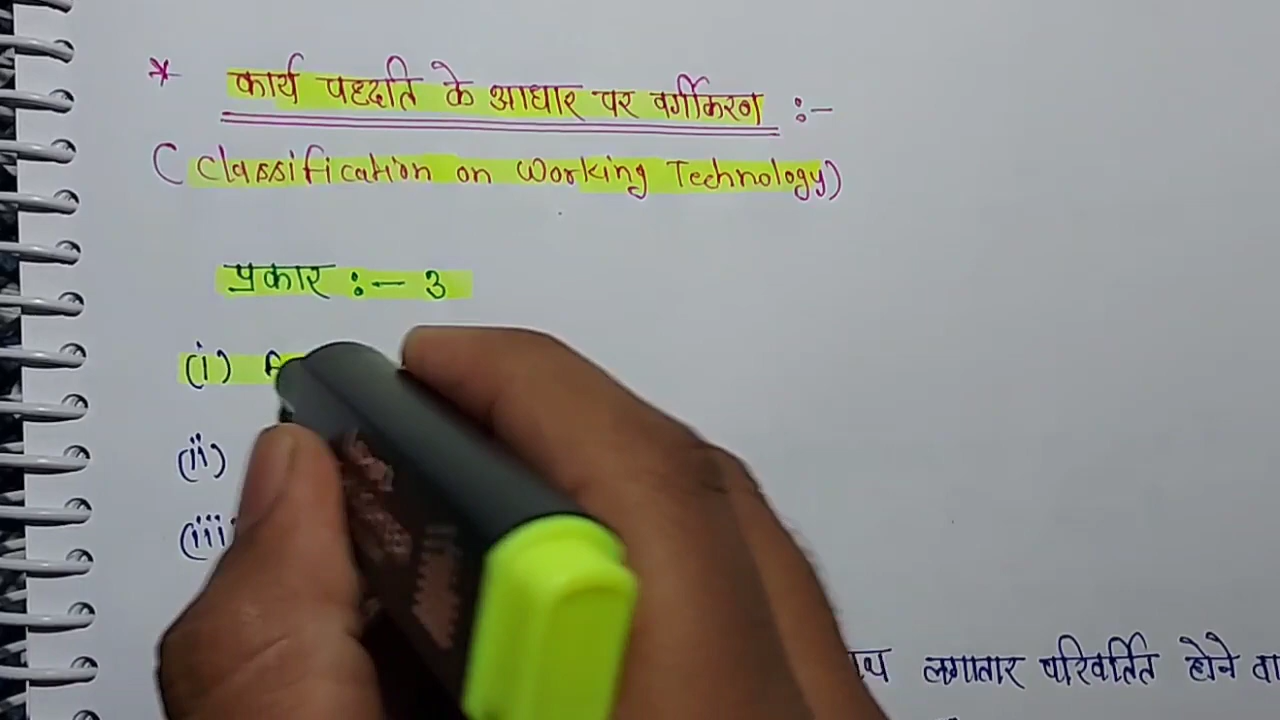 * कार्य पद्धति के आधार पर वर्गीकरण :-
(Classification on Working Technology)
प्रकार :- 3
(i)
(ii)
(iii)
लगातार परिवर्तित होने